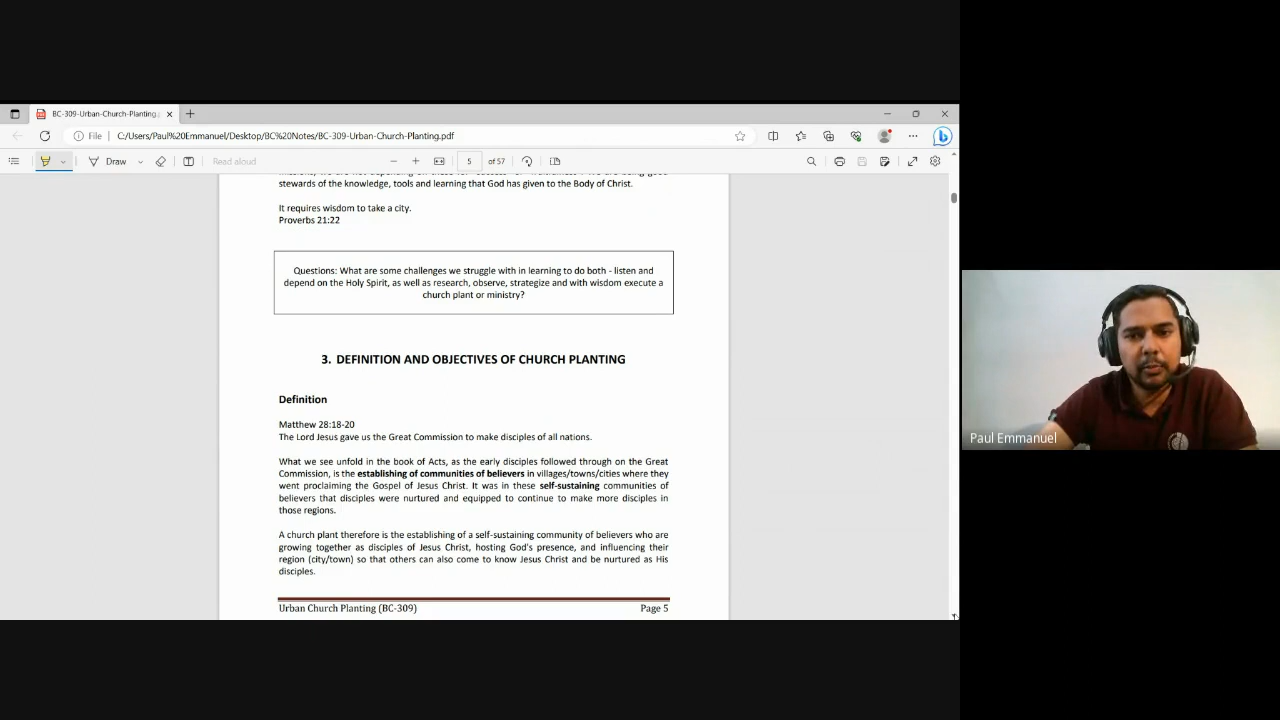 BC-309-Urban-Church-Planting.
File
C:/Users/Paul%20Emmanuel/Desktop/BC%20Notes/BC-309-Urban-Church-Planting.pdf
Draw
Read aloud
5 of 57
stewards of the knowledge, tools and learning that God has given to the Body of Christ.
It requires wisdom to take a city.
Proverbs 21:22
Questions: What are some challenges we struggle with in learning to do both - listen and
depend on the Holy Spirit, as well as research, observe, strategize and with wisdom execute a
church plant or ministry?
3. DEFINITION AND OBJECTIVES OF CHURCH PLANTING
Definition
Matthew 28:18-20
The Lord Jesus gave us the Great Commission to make disciples of all nations.
What we see unfold in the book of Acts, as the early disciples followed through on the Great
Commission, is the establishing of communities of believers in villages/towns/cities where they
went proclaiming the Gospel of Jesus Christ. It was in these self-sustaining communities of
believers that disciples were nurtured and equipped to continue to make more disciples in
those regions.
A church plant therefore is the establishing of a self-sustaining community of believers who are
growing together as disciples of Jesus Christ, hosting God's presence, and influencing their
region (city/town) so that others can also come to know Jesus Christ and be nurtured as His
disciples.
Urban Church Planting (BC-309) Page 5
Paul Emmanuel